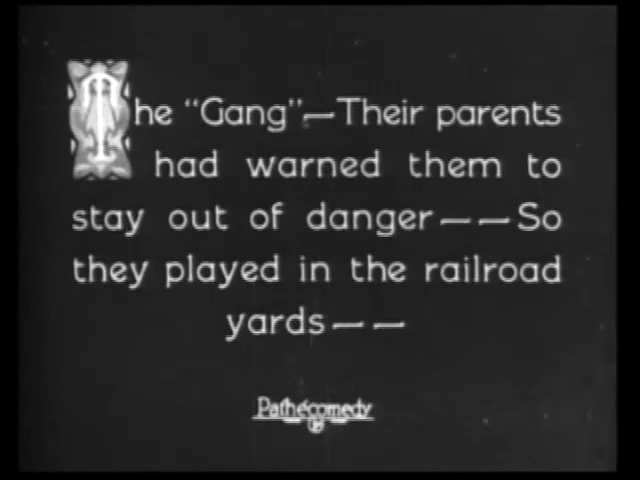 The "Gang"—Their parents
had warned them to
stay out of danger——So
they played in the railroad
yards——
Pathécomedy